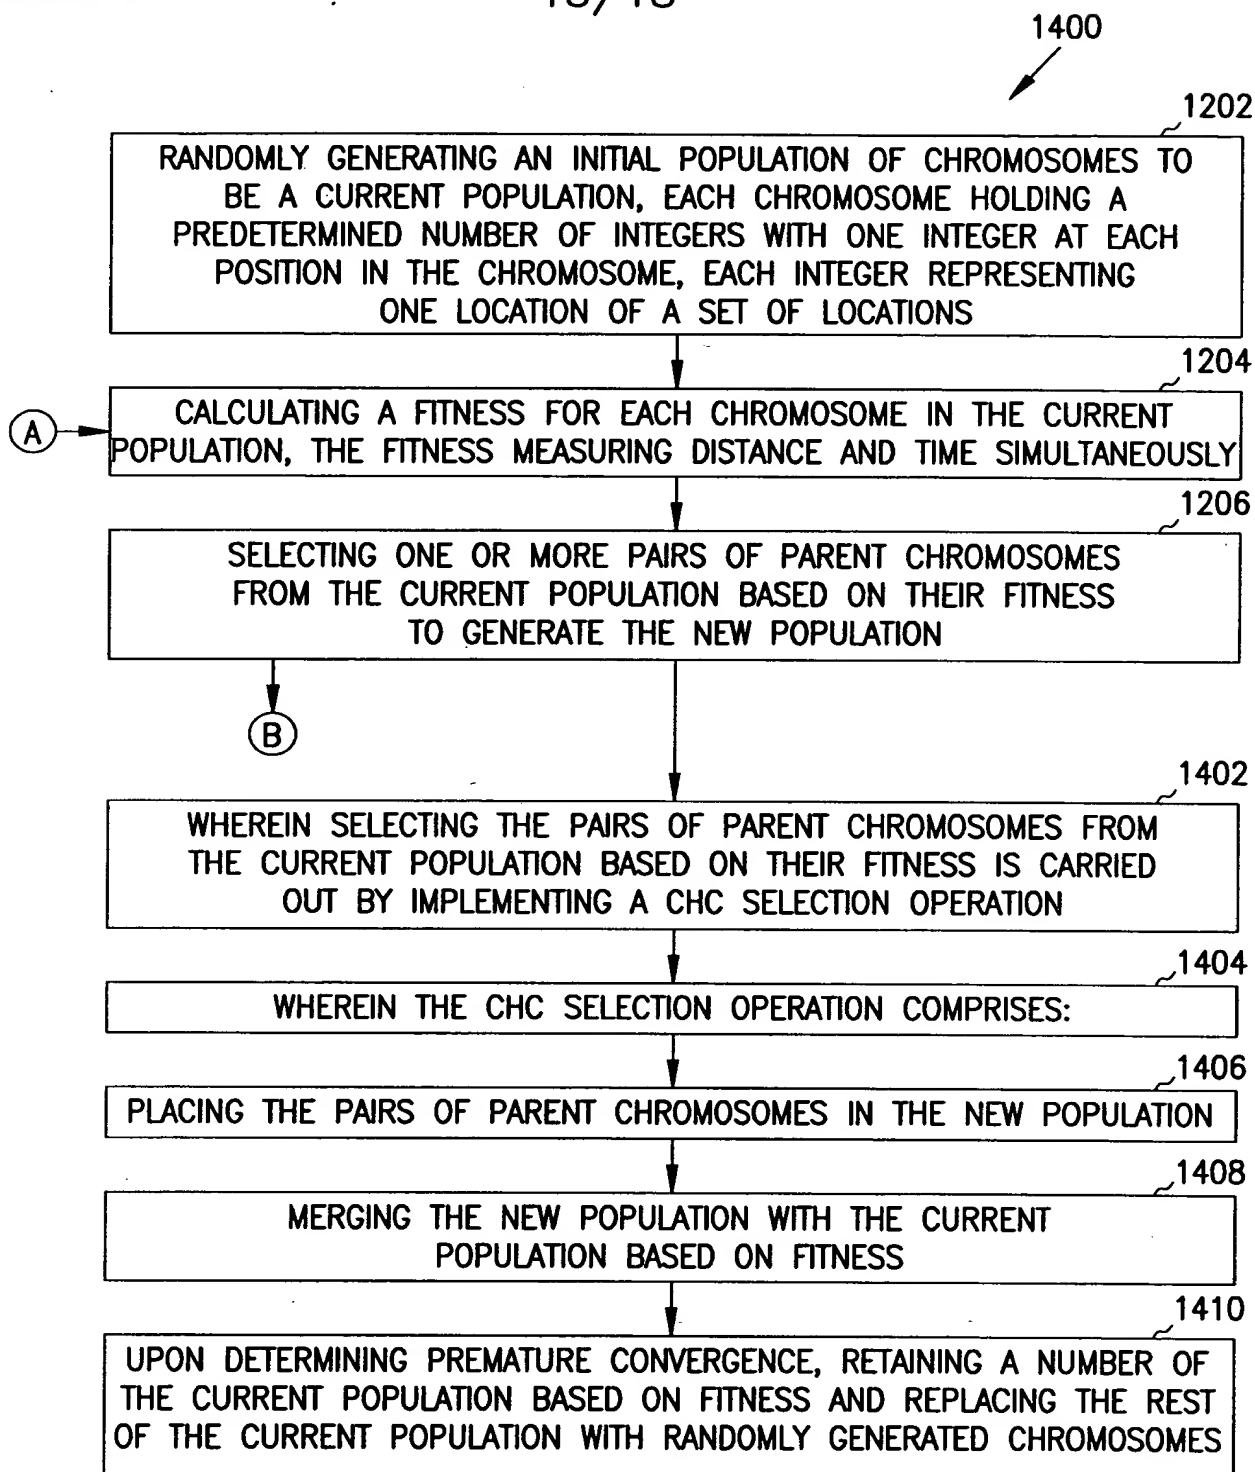 1400
1202
RANDOMLY GENERATING AN INITIAL POPULATION OF CHROMOSOMES TO
BE A CURRENT POPULATION, EACH CHROMOSOME HOLDING A
PREDETERMINED NUMBER OF INTEGERS WITH ONE INTEGER AT EACH
POSITION IN THE CHROMOSOME, EACH INTEGER REPRESENTING
ONE LOCATION OF A SET OF LOCATIONS
1204
A
CALCULATING A FITNESS FOR EACH CHROMOSOME IN THE CURRENT
POPULATION, THE FITNESS MEASURING DISTANCE AND TIME SIMULTANEOUSLY
1206
SELECTING ONE OR MORE PAIRS OF PARENT CHROMOSOMES
FROM THE CURRENT POPULATION BASED ON THEIR FITNESS
TO GENERATE THE NEW POPULATION
B
1402
WHEREIN SELECTING THE PAIRS OF PARENT CHROMOSOMES FROM
THE CURRENT POPULATION BASED ON THEIR FITNESS IS CARRIED
OUT BY IMPLEMENTING A CHC SELECTION OPERATION
1404
WHEREIN THE CHC SELECTION OPERATION COMPRISES:
1406
PLACING THE PAIRS OF PARENT CHROMOSOMES IN THE NEW POPULATION
1408
MERGING THE NEW POPULATION WITH THE CURRENT
POPULATION BASED ON FITNESS
1410
UPON DETERMINING PREMATURE CONVERGENCE, RETAINING A NUMBER OF
THE CURRENT POPULATION BASED ON FITNESS AND REPLACING THE REST
OF THE CURRENT POPULATION WITH RANDOMLY GENERATED CHROMOSOMES